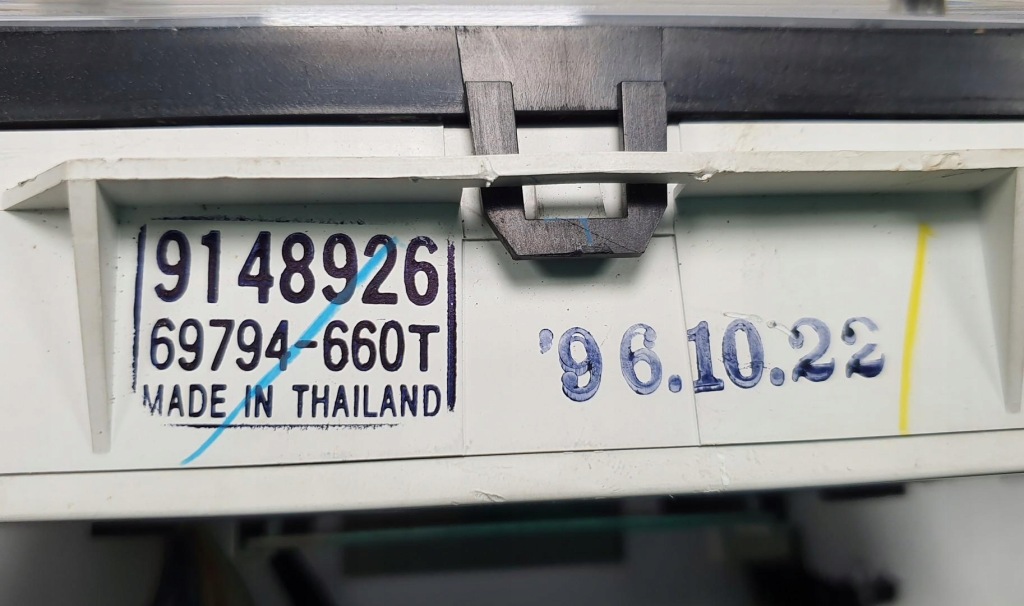 9148926
69794-660T
MADE IN THAILAND
'96.10.22